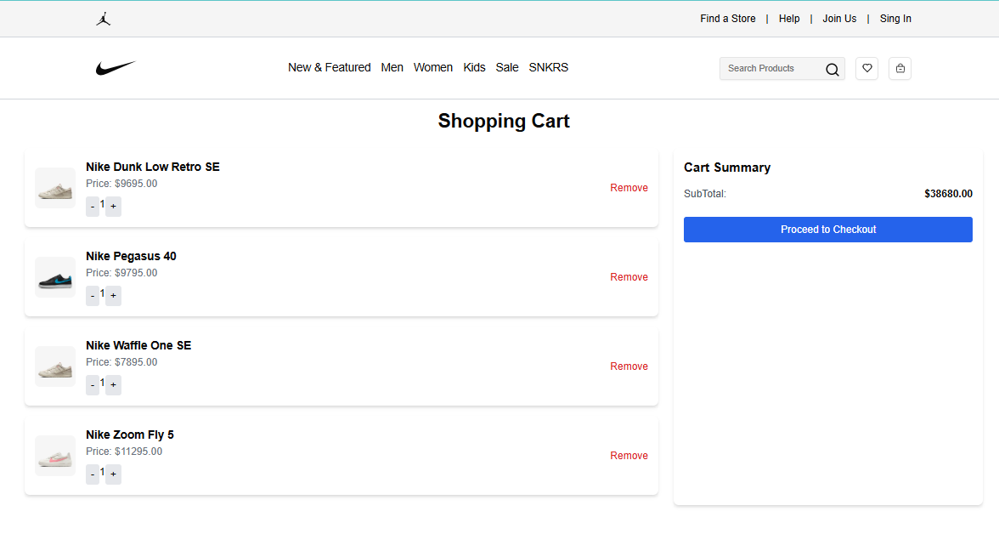 Find a Store | Help | Join Us | Sing In
New & Featured Men Women Kids Sale SNKRS Search Products
Shopping Cart
Nike Dunk Low Retro SE
Price: $9695.00
- 1 +
Remove
Nike Pegasus 40
Price: $9795.00
- 1 +
Remove
Nike Waffle One SE
Price: $7895.00
- 1 +
Remove
Nike Zoom Fly 5
Price: $11295.00
- 1 +
Remove
Cart Summary
SubTotal: $38680.00
Proceed to Checkout